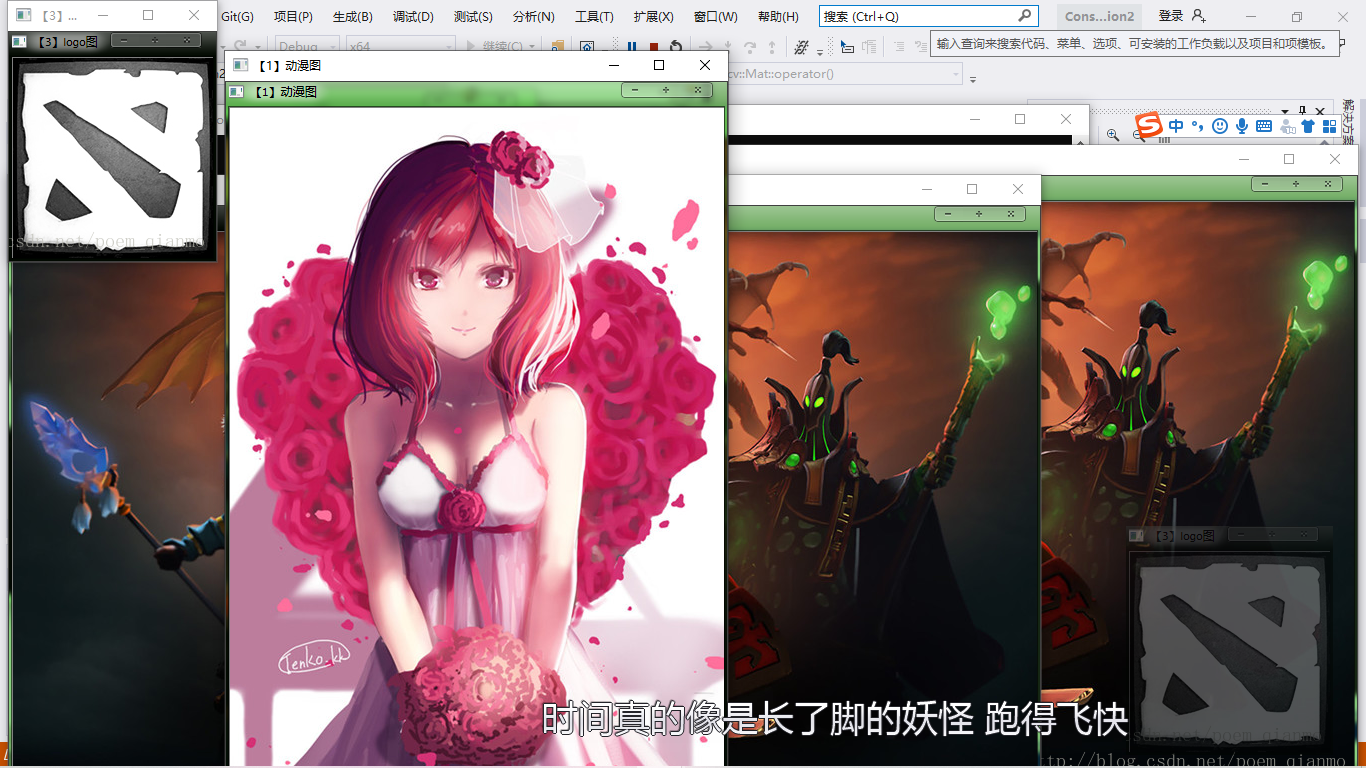 【3】...
Git(G) 项目(P) 生成(B) 调试(D) 测试(S) 分析(N) 工具(T) 扩展(X) 窗口(W) 帮助(H)
搜索 (Ctrl+Q)
Cons...ion2
登录
【3】logo图
Debug
x64
继续(C)
输入查询来搜索代码、菜单、选项、可安装的工作负载以及项目和项模板。
【1】动漫图
cv::Mat::operator()
【1】动漫图
中
csdn.net/poem_qianmo
【3】logo图
Tenko.kh
时间真的像是长了脚的妖怪 跑得飞快
csdn.net/poem_qianmo
http://blog.csdn.net/poem_qianmo